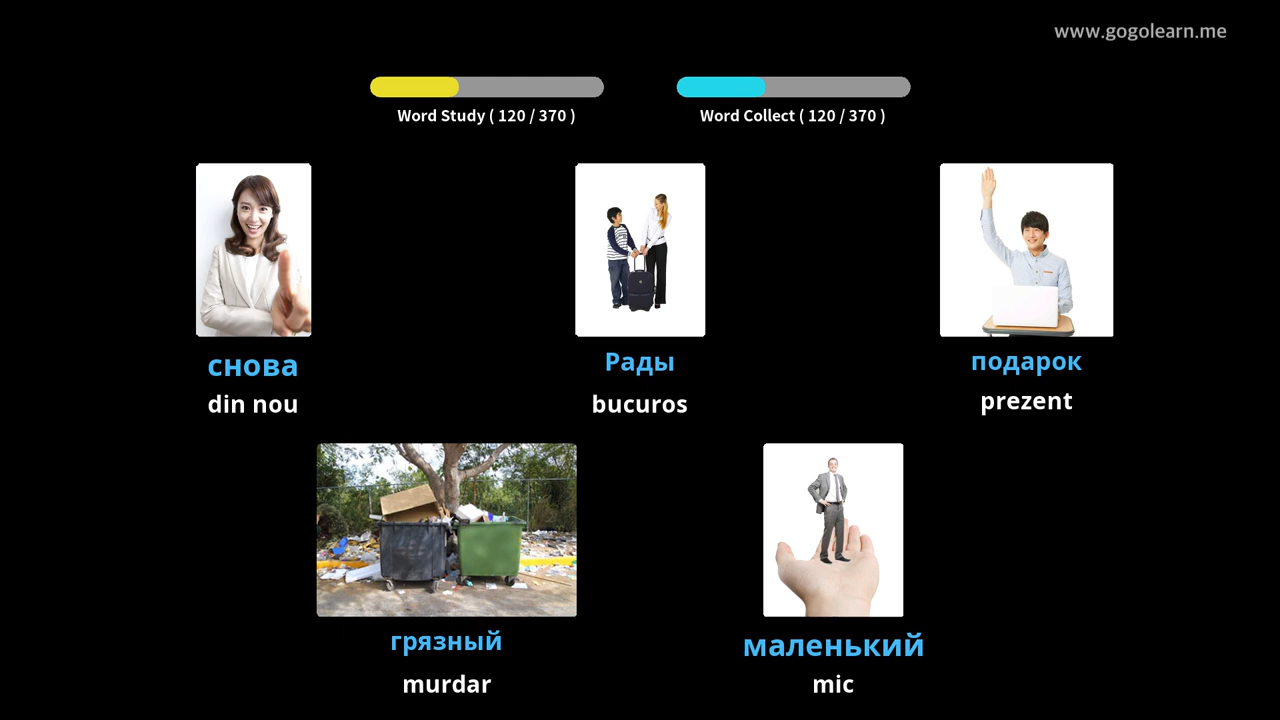 www.gogolearn.me
Word Study ( 120 / 370 )
Word Collect ( 120 / 370 )
снова
din nou
Рады
bucuros
подарок
prezent
грязный
murdar
маленький
mic